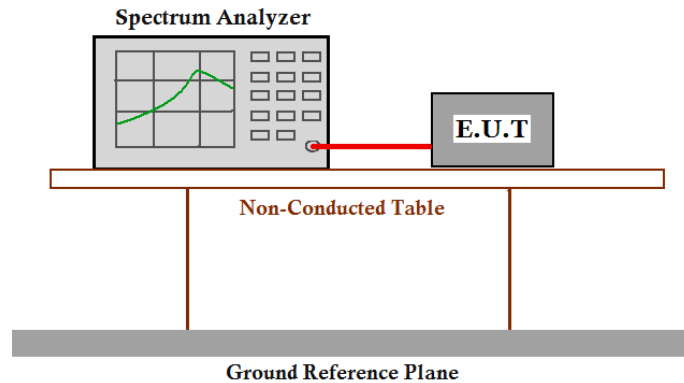 Spectrum Analyzer
E.U.T
Non-Conducted Table
Ground Reference Plane